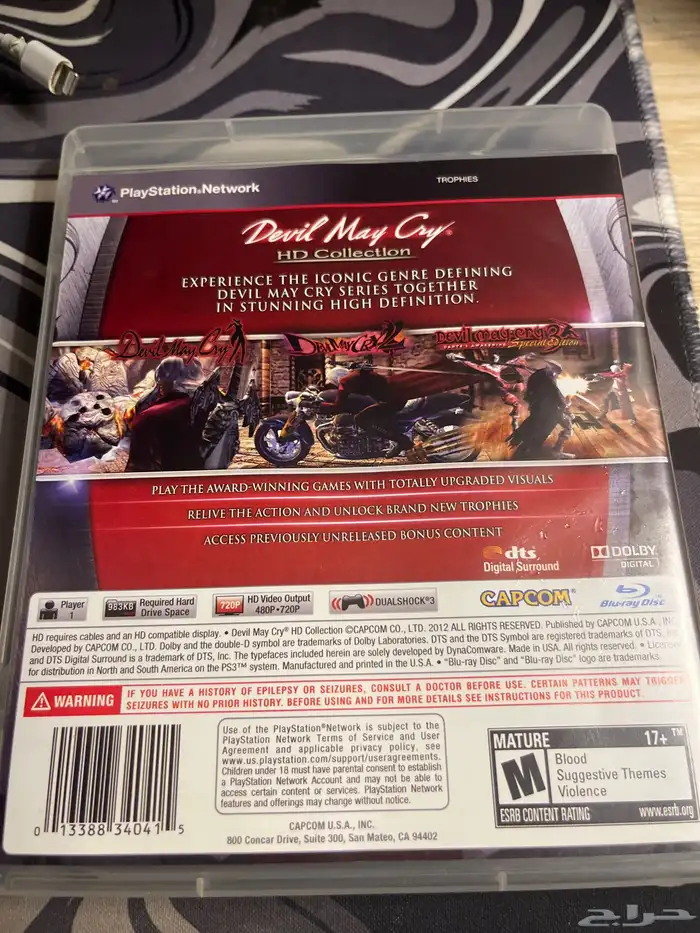 PlayStation®Network
TROPHIES
Devil May Cry®
HD Collection
EXPERIENCE THE ICONIC GENRE DEFINING
DEVIL MAY CRY SERIES TOGETHER
IN STUNNING HIGH DEFINITION.
Devil May Cry
Devil May Cry 2
Devil May Cry 3
DANTE'S AWAKENING Special Edition
PLAY THE AWARD-WINNING GAMES WITH TOTALLY UPGRADED VISUALS
RELIVE THE ACTION AND UNLOCK BRAND NEW TROPHIES
ACCESS PREVIOUSLY UNRELEASED BONUS CONTENT
dts
Digital Surround
DOLBY
DIGITAL
Player
1
983KB
Required Hard
Drive Space
720P
HD Video Output
480P•720P
DUALSHOCK®3
CAPCOM®
Blu-ray Disc
HD requires cables and an HD compatible display. • Devil May Cry® HD Collection ©CAPCOM CO., LTD. 2012 ALL RIGHTS RESERVED. Published by CAPCOM U.S.A, INC.
Developed by CAPCOM CO., LTD. Dolby and the double-D symbol are trademarks of Dolby Laboratories. DTS and the DTS Symbol are registered trademarks of DTS,
and DTS Digital Surround is a trademark of DTS, Inc. The typefaces included herein are solely developed by DynaComware. Made in USA. All rights reserved. •
for distribution in North and South America on the PS3™ system. Manufactured and printed in the U.S.A. • "Blu-ray Disc" and "Blu-ray Disc" logo are trademarks
WARNING
IF YOU HAVE A HISTORY OF EPILEPSY OR SEIZURES, CONSULT A DOCTOR BEFORE USE. CERTAIN PATTERNS MAY TRIGGER
SEIZURES WITH NO PRIOR HISTORY. BEFORE USING AND FOR MORE DETAILS SEE INSTRUCTIONS FOR THIS PRODUCT.
Use of the PlayStation®Network is subject to the
PlayStation Network Terms of Service and User
Agreement and applicable privacy policy, see
www.us.playstation.com/support/useragreements.
Children under 18 must have parental consent to establish
a PlayStation Network Account and may not be able to
access certain content or services. PlayStation Network
features and offerings may change without notice.
CAPCOM U.S.A., INC.
800 Concar Drive, Suite 300, San Mateo, CA 94402
0 13388 34041 5
MATURE 17+™
M
Blood
Suggestive Themes
Violence
ESRB CONTENT RATING www.esrb.org
حراج